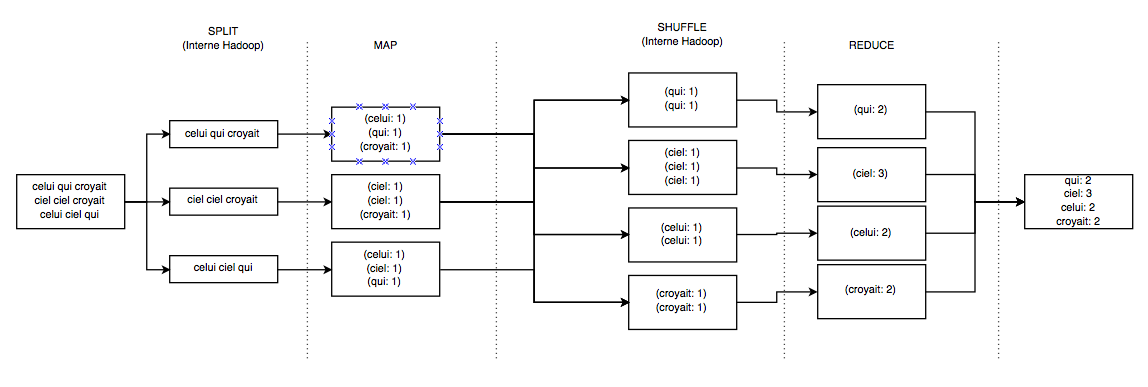 SPLIT
(Interne Hadoop)
MAP
SHUFFLE
(Interne Hadoop)
REDUCE
celui qui croyait
ciel ciel croyait
celui ciel qui
celui qui croyait
ciel ciel croyait
celui ciel qui
(celui: 1)
(qui: 1)
(croyait: 1)
(ciel: 1)
(ciel: 1)
(croyait: 1)
(celui: 1)
(ciel: 1)
(qui: 1)
(qui: 1)
(qui: 1)
(ciel: 1)
(ciel: 1)
(ciel: 1)
(celui: 1)
(celui: 1)
(croyait: 1)
(croyait: 1)
(qui: 2)
(ciel: 3)
(celui: 2)
(croyait: 2)
qui: 2
ciel: 3
celui: 2
croyait: 2